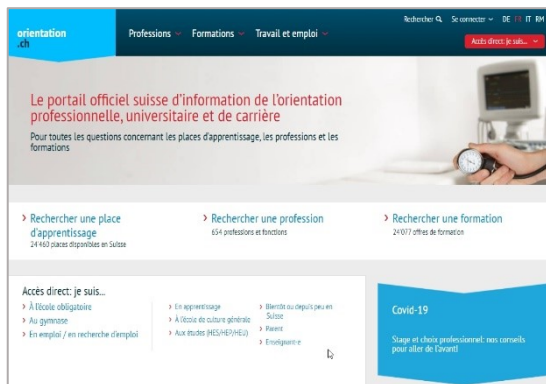 Rechercher Se connecter DE FR IT RM
orientation
.ch
Professions Formations Travail et emploi
Accès direct: je suis...
Le portail officiel suisse d'information de l'orientation
professionnelle, universitaire et de carrière
Pour toutes les questions concernant les places d'apprentissage, les professions et les
formations
Rechercher une place
d'apprentissage
24'460 places disponibles en Suisse
Rechercher une profession
654 professions et fonctions
Rechercher une formation
24'077 offres de formation
Accès direct: je suis...
À l'école obligatoire
Au gymnase
En emploi / en recherche d'emploi
En apprentissage
À l'école de culture générale
Aux études (HES/HEP/HEU)
Bientôt ou depuis peu en
Suisse
Parent
Enseignant·e
Covid-19
Stage et choix professionnel: nos conseils
pour aller de l'avant!